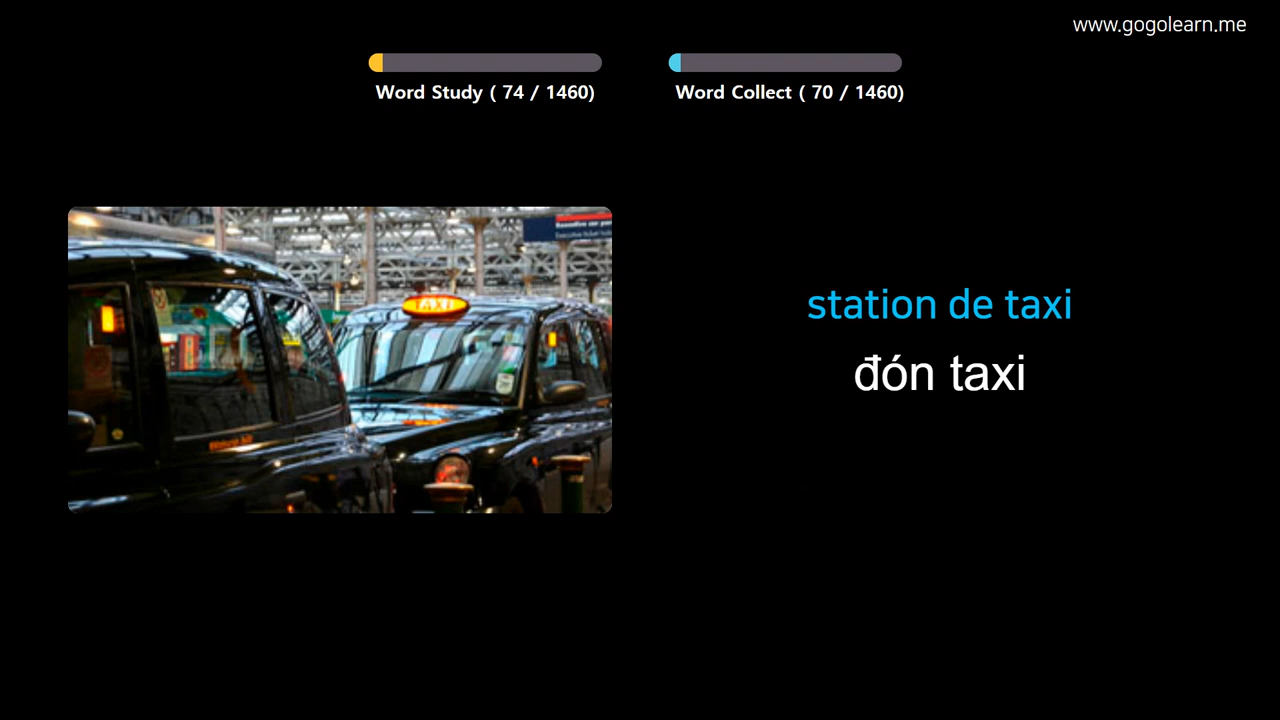 www.gogolearn.me
Word Study ( 74 / 1460)
Word Collect ( 70 / 1460)
TAXI
station de taxi
đón taxi